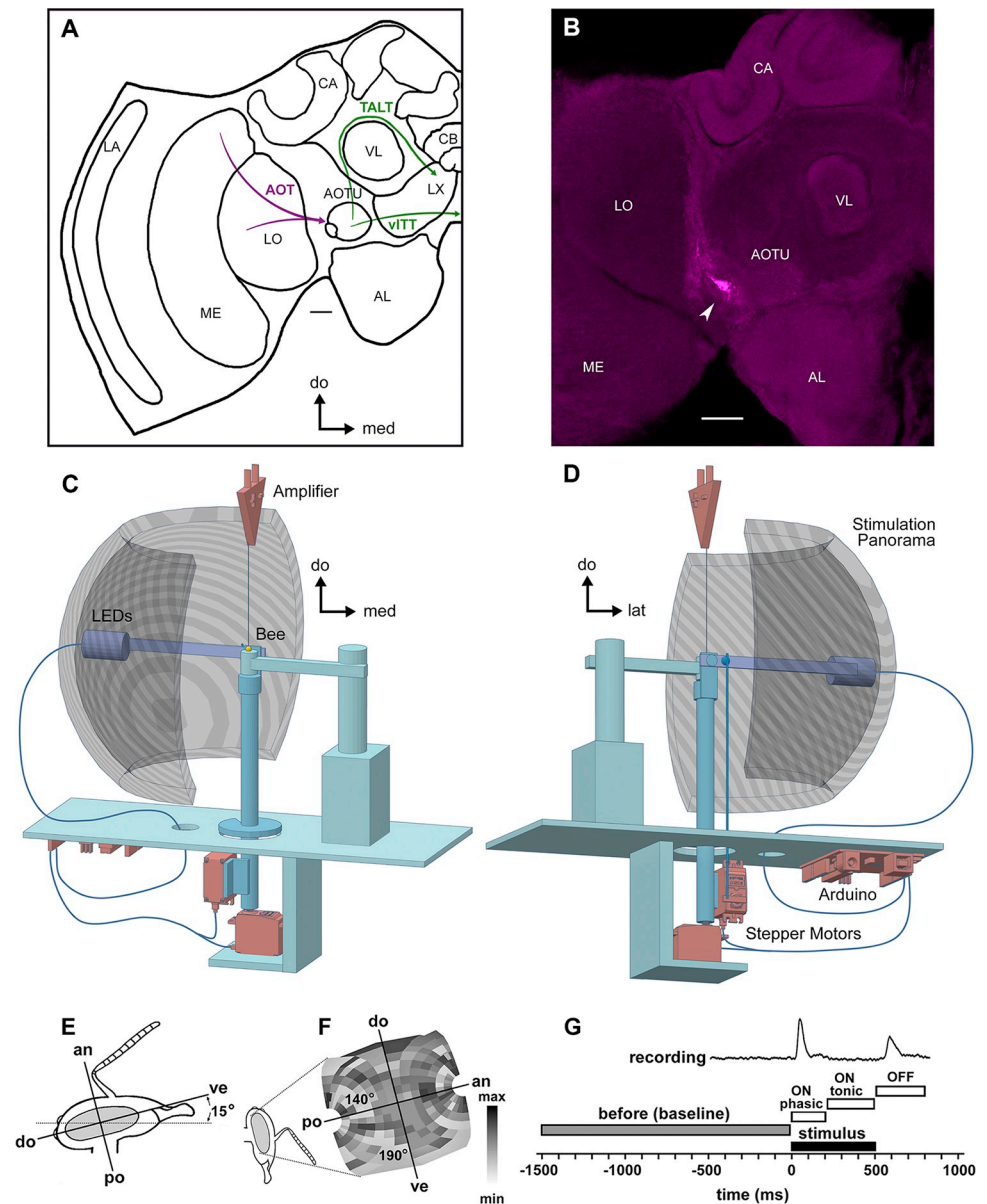 A
CA
TALT
LA
VL
CB
AOT
AOTU
LX
LO
vITT
ME
AL
do
med
B
CA
LO
VL
AOTU
ME
AL
C
Amplifier
do
med
LEDs
Bee
D
Stimulation
Panorama
do
lat
Arduino
Stepper Motors
E
an
ve
15°
do
po
F
do
an
140°
po
190°
ve
max
min
G
recording
ON
phasic
ON
tonic
OFF
before (baseline)
stimulus
-1500 -1000 -500 0 500 1000
time (ms)